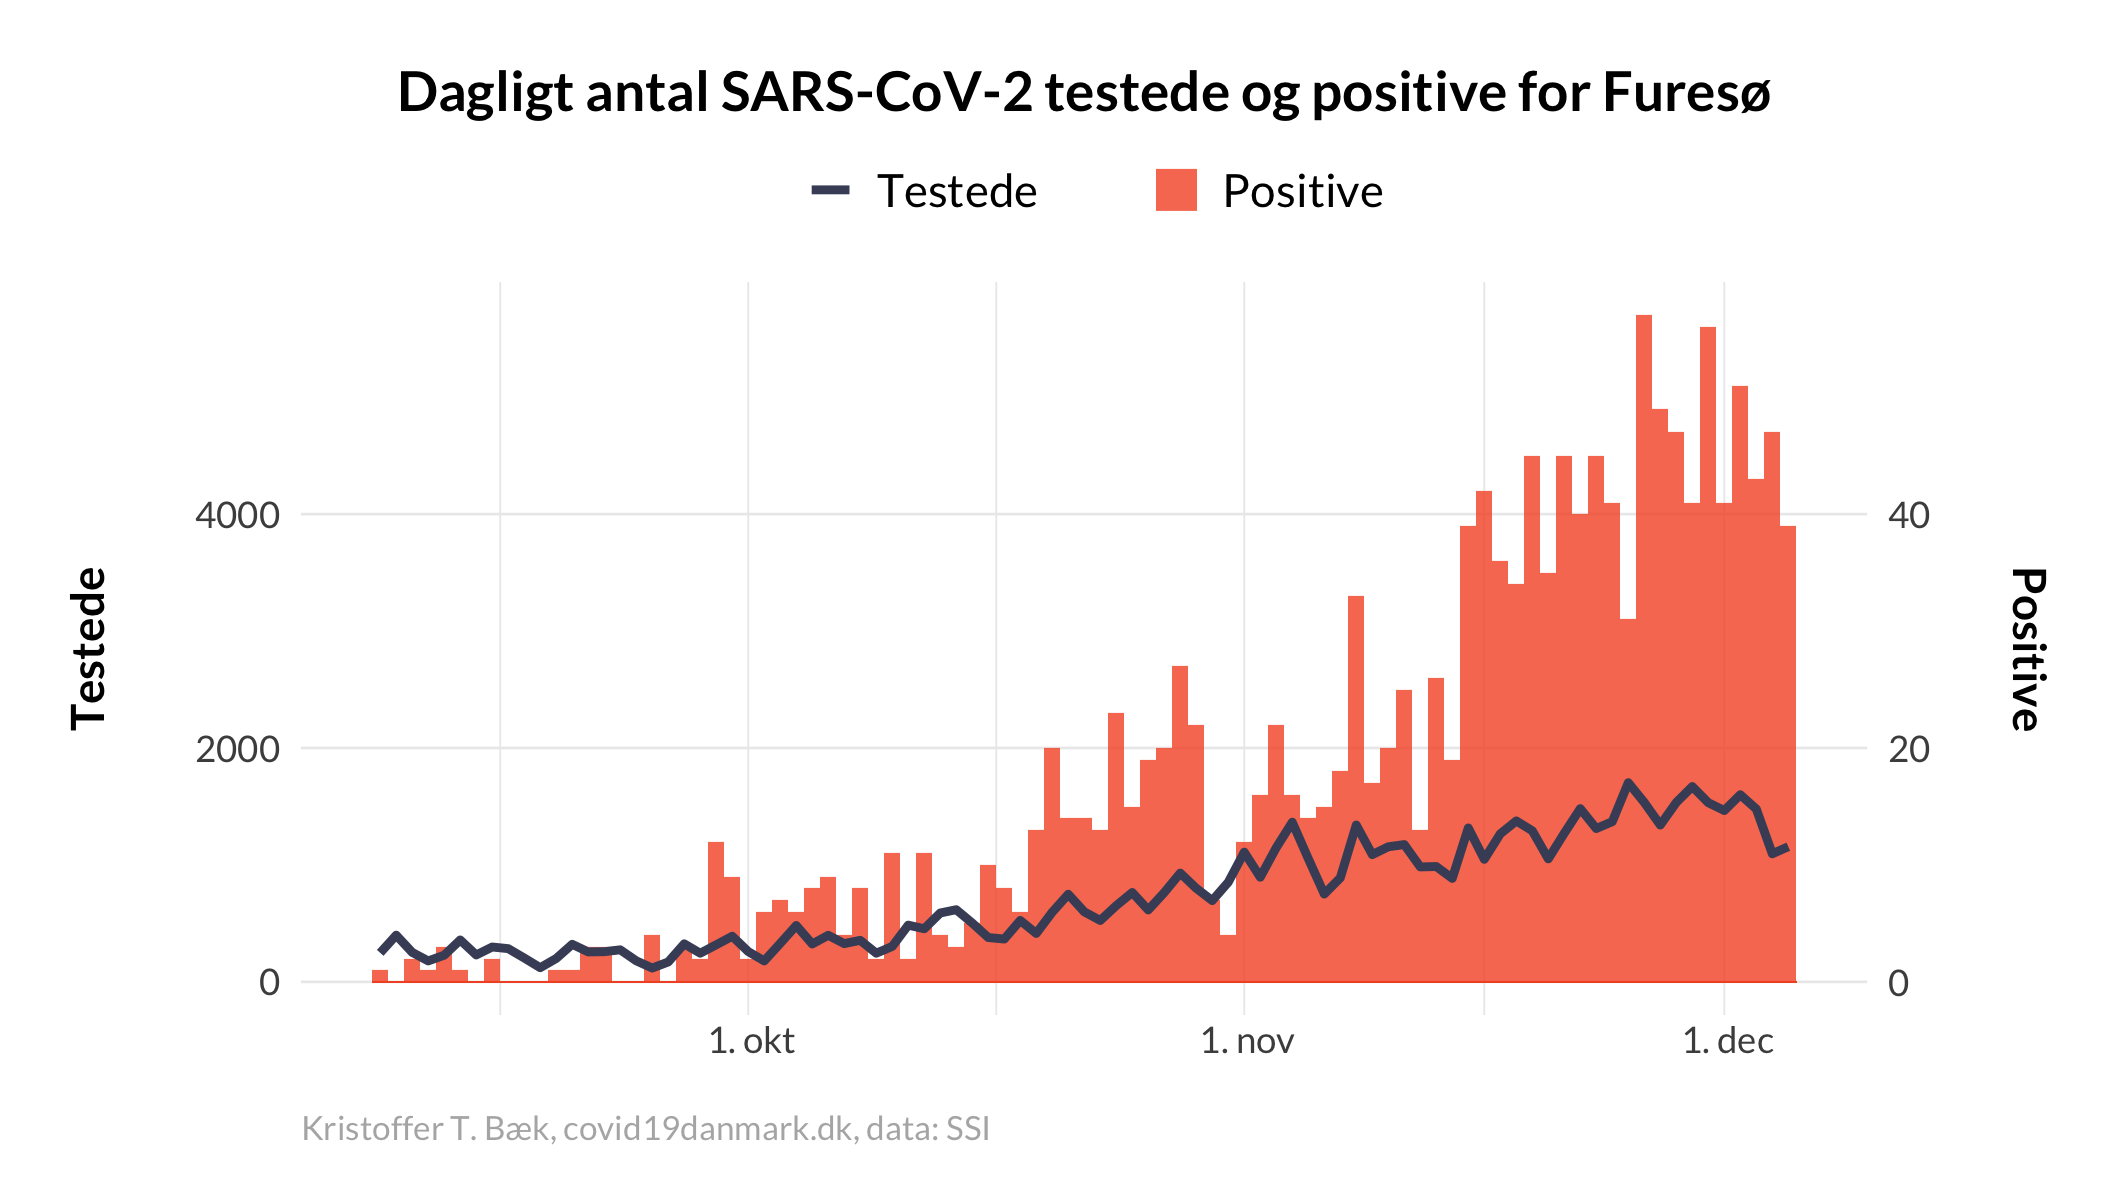 Dagligt antal SARS-CoV-2 testede og positive for Furesø
Testede Positive
4000
2000
0
Testede
40
20
0
Positive
1. okt 1. nov 1. dec
Kristoffer T. Bæk, covid19danmark.dk, data: SSI